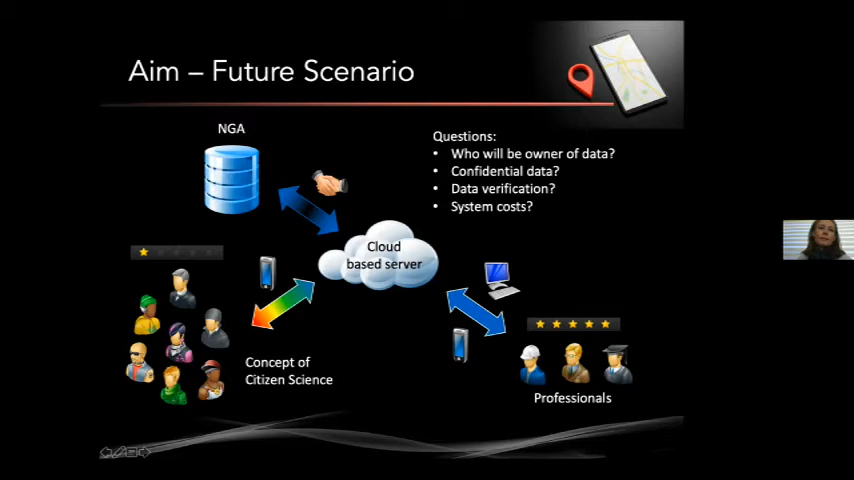 Aim – Future Scenario
NGA
Questions:
• Who will be owner of data?
• Confidential data?
• Data verification?
• System costs?
Cloud
based server
Concept of
Citizen Science
Professionals